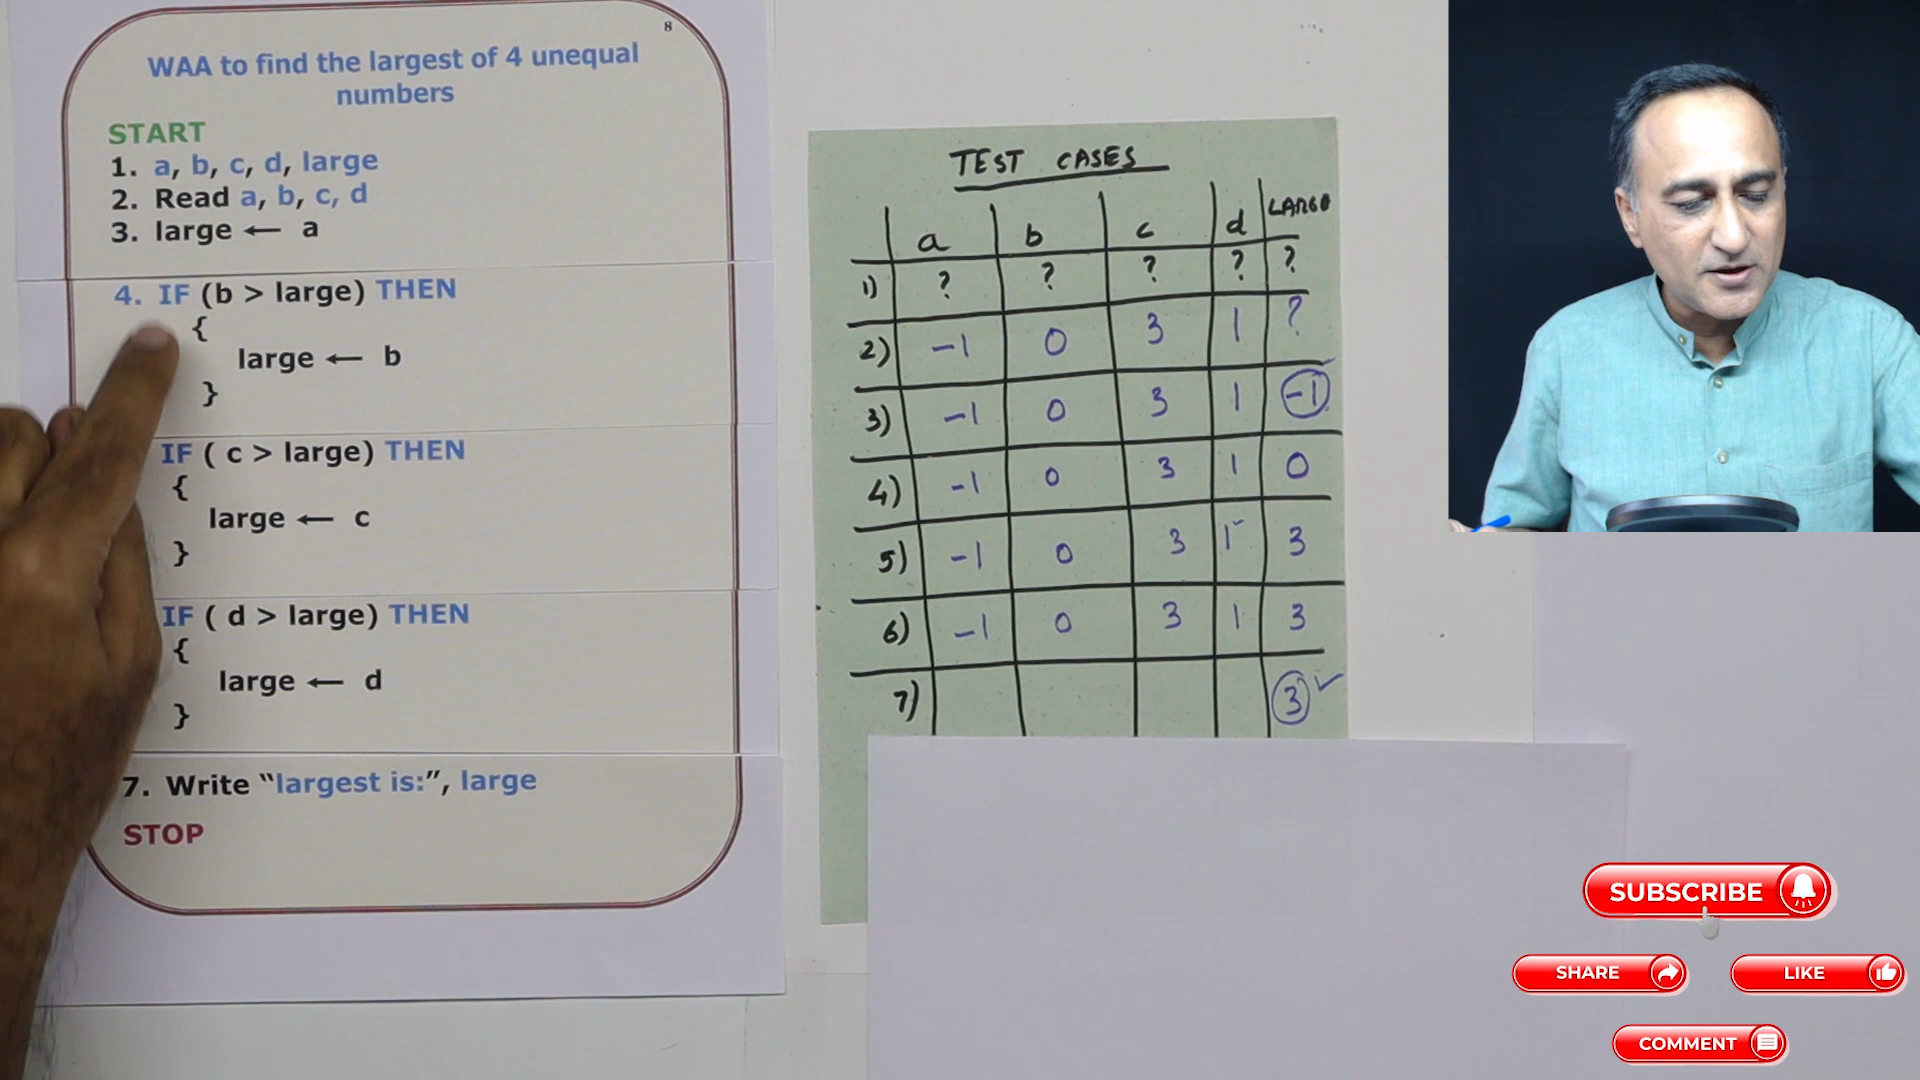 8
WAA to find the largest of 4 unequal
numbers
START
1. a, b, c, d, large
2. Read a, b, c, d
3. large ← a
4. IF (b > large) THEN
{
large ← b
}
IF ( c > large) THEN
{
large ← c
}
IF ( d > large) THEN
{
large ← d
}
7. Write “largest is:”, large
STOP
TEST CASES
a b c d LARGE
1) ? ? ? ? ?
2) -1 0 3 1 ?
3) -1 0 3 1 -1
4) -1 0 3 1 0
5) -1 0 3 1 3
6) -1 0 3 1 3
7) 3 ✓
SUBSCRIBE
SHARE
LIKE
COMMENT